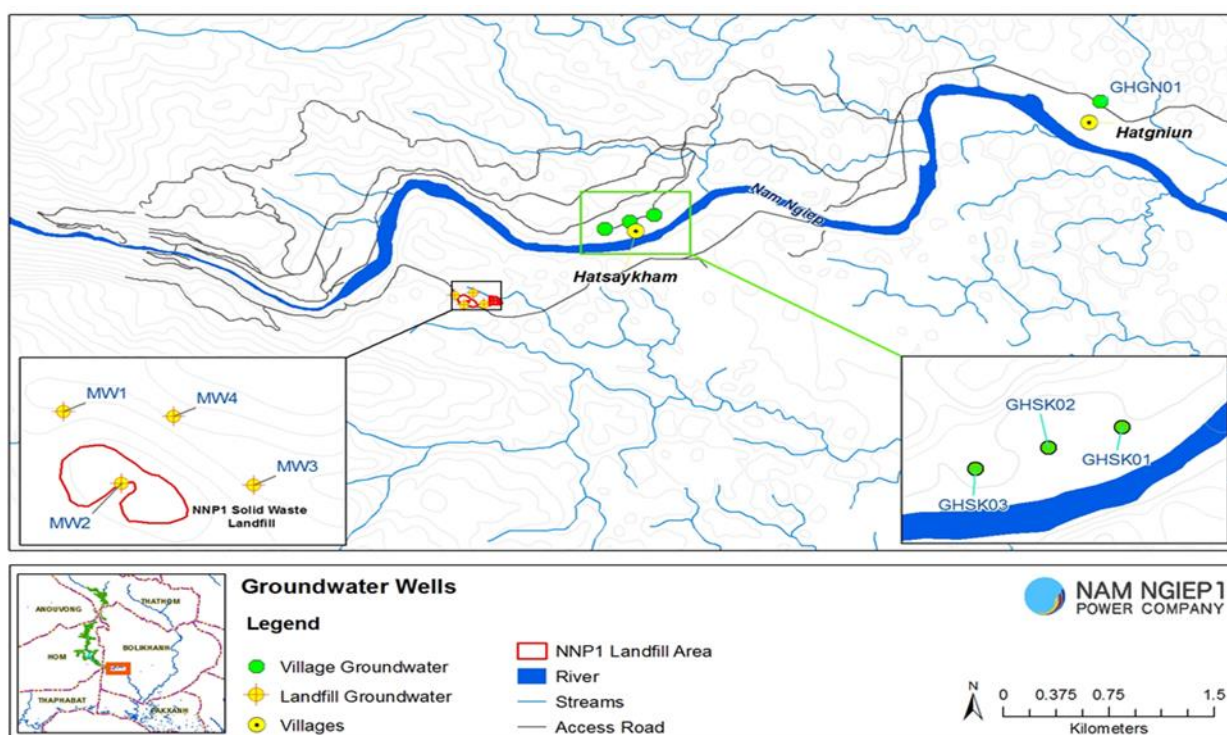 GHGN01
Hatgniun
Nam Ngiep
Hatsaykham
MW1
MW4
MW3
MW2
NNP1 Solid Waste
Landfill
GHSK02
GHSK01
GHSK03
Groundwater Wells
Legend
Village Groundwater
Landfill Groundwater
Villages
NNP1 Landfill Area
River
Streams
Access Road
NAM NGIEP 1
POWER COMPANY
N
0 0.375 0.75 1.5
Kilometers
ANOUVONG
THATHOM
BOLIKHANH
HOM
THAPHABAT
PAKXANH